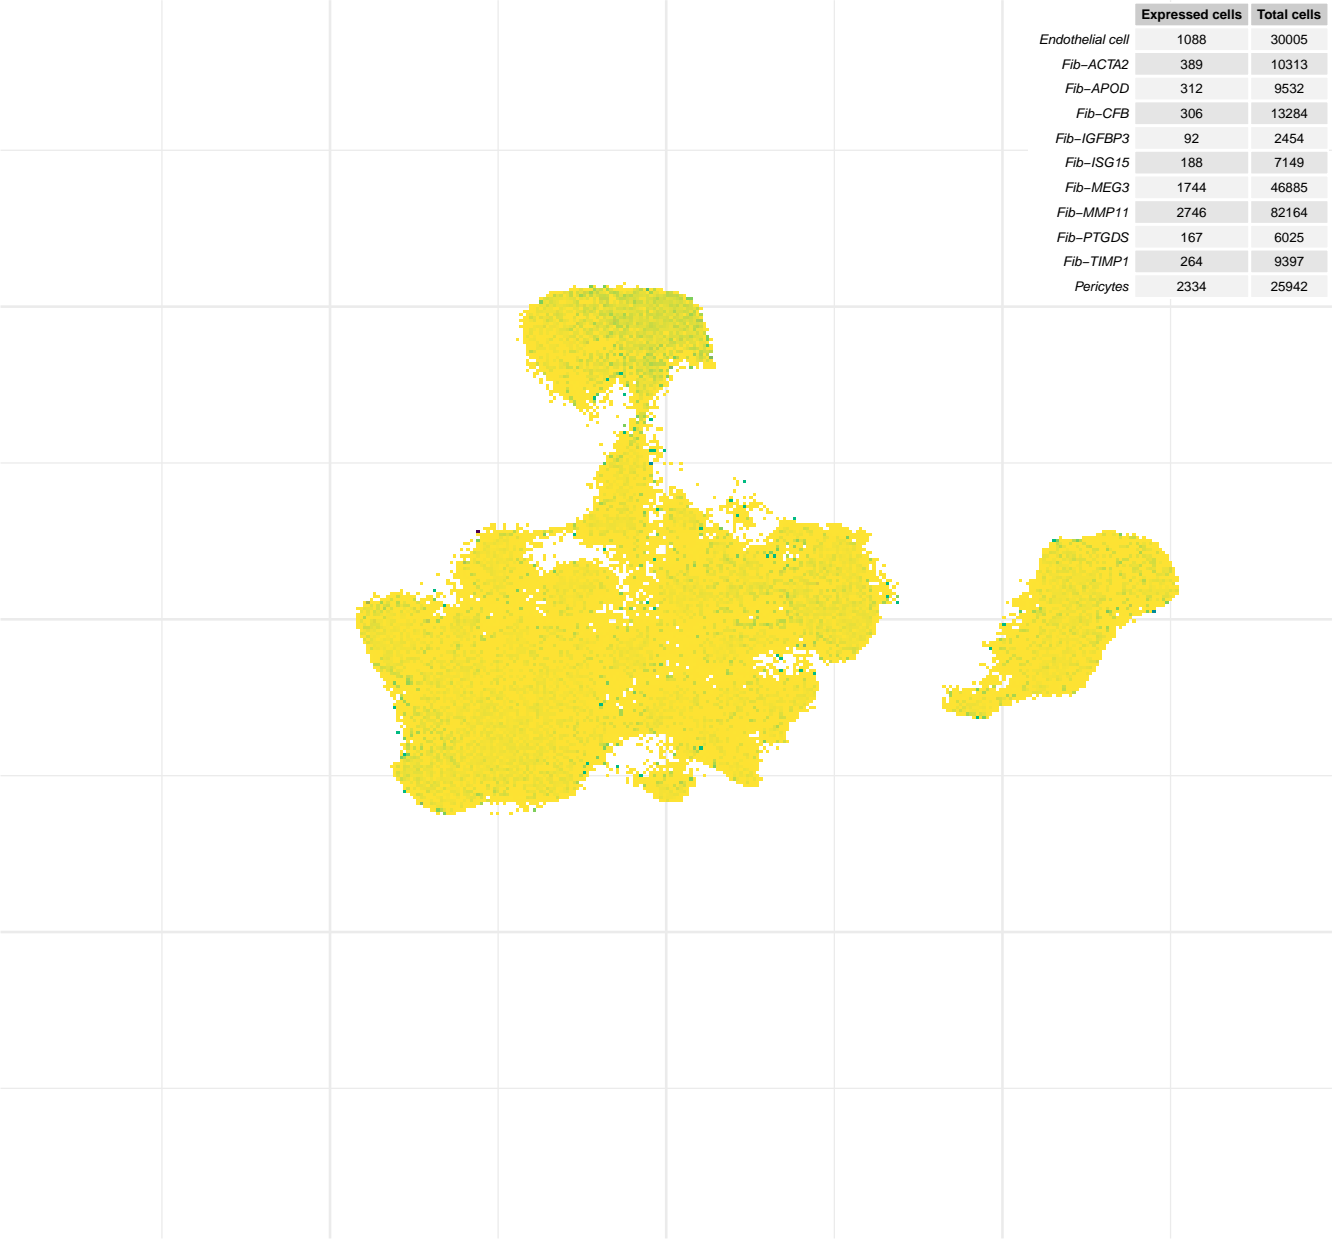 Expressed cells Total cells
Endothelial cell 1088 30005
Fib−ACTA2 389 10313
Fib−APOD 312 9532
Fib−CFB 306 13284
Fib−IGFBP3 92 2454
Fib−ISG15 188 7149
Fib−MEG3 1744 46885
Fib−MMP11 2746 82164
Fib−PTGDS 167 6025
Fib−TIMP1 264 9397
Pericytes 2334 25942